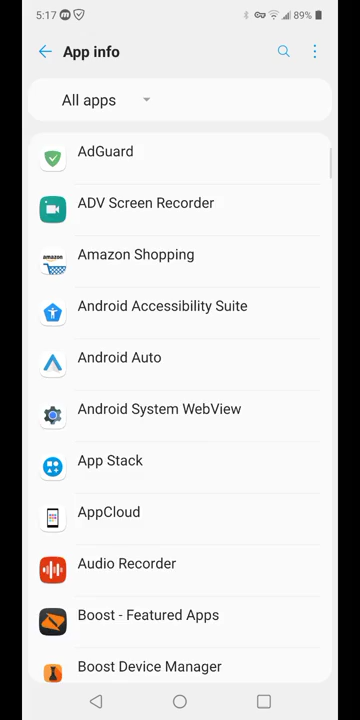 5:17
89%
App info
All apps
AdGuard
ADV Screen Recorder
amazon
Amazon Shopping
Android Accessibility Suite
Android Auto
Android System WebView
App Stack
AppCloud
Audio Recorder
Boost - Featured Apps
Boost Device Manager